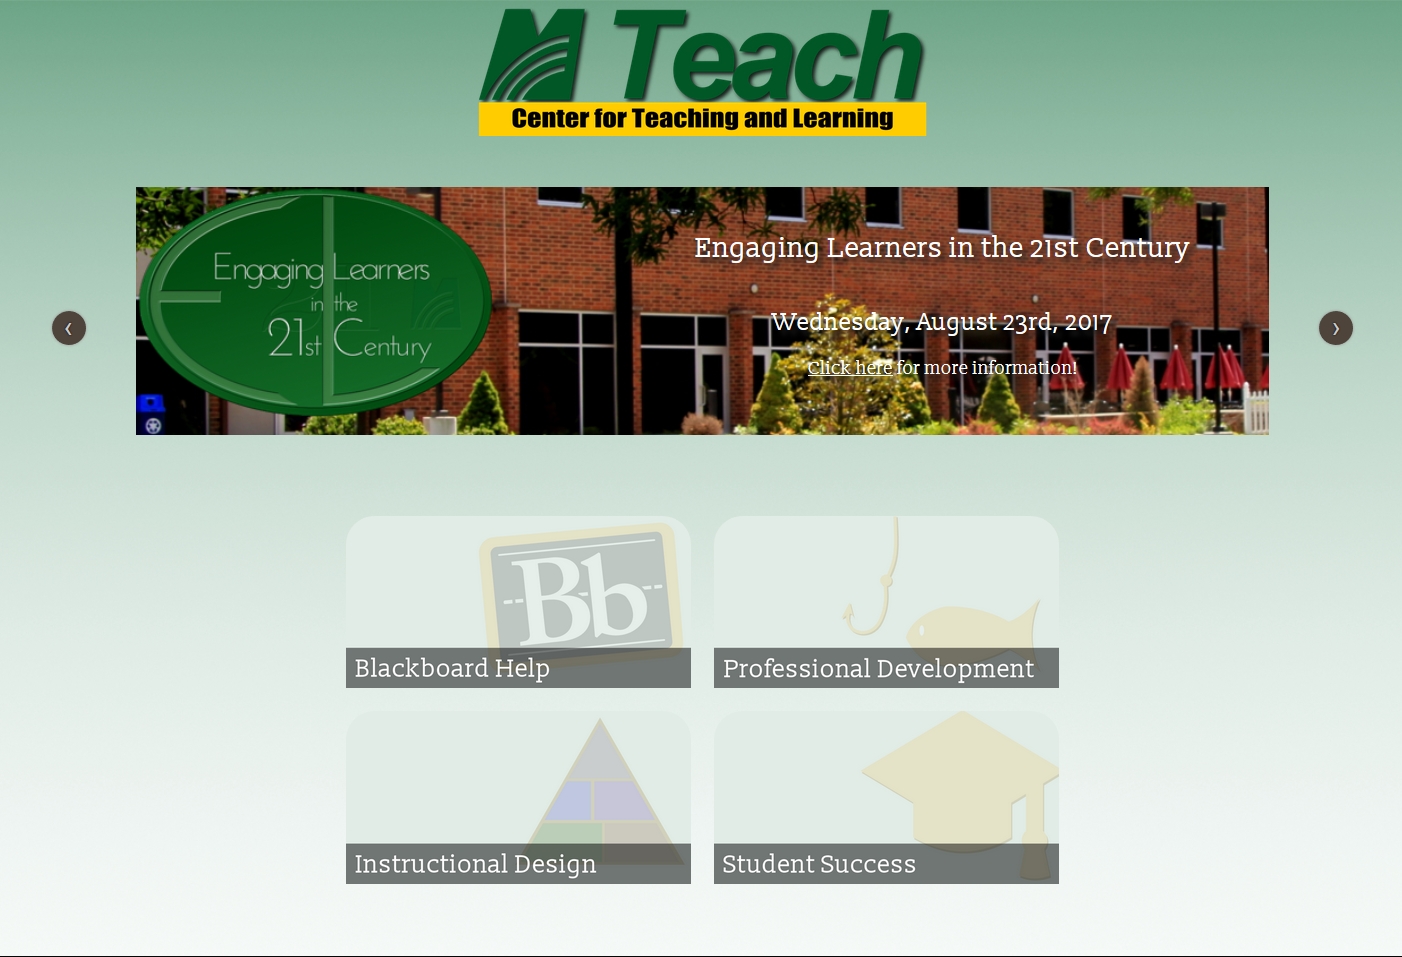 M Teach
Center for Teaching and Learning
Engaging Learners
in the
21st Century
Engaging Learners in the 21st Century
Wednesday, August 23rd, 2017
Click here for more information!
‹
›
Bb
Blackboard Help
Professional Development
Instructional Design
Student Success